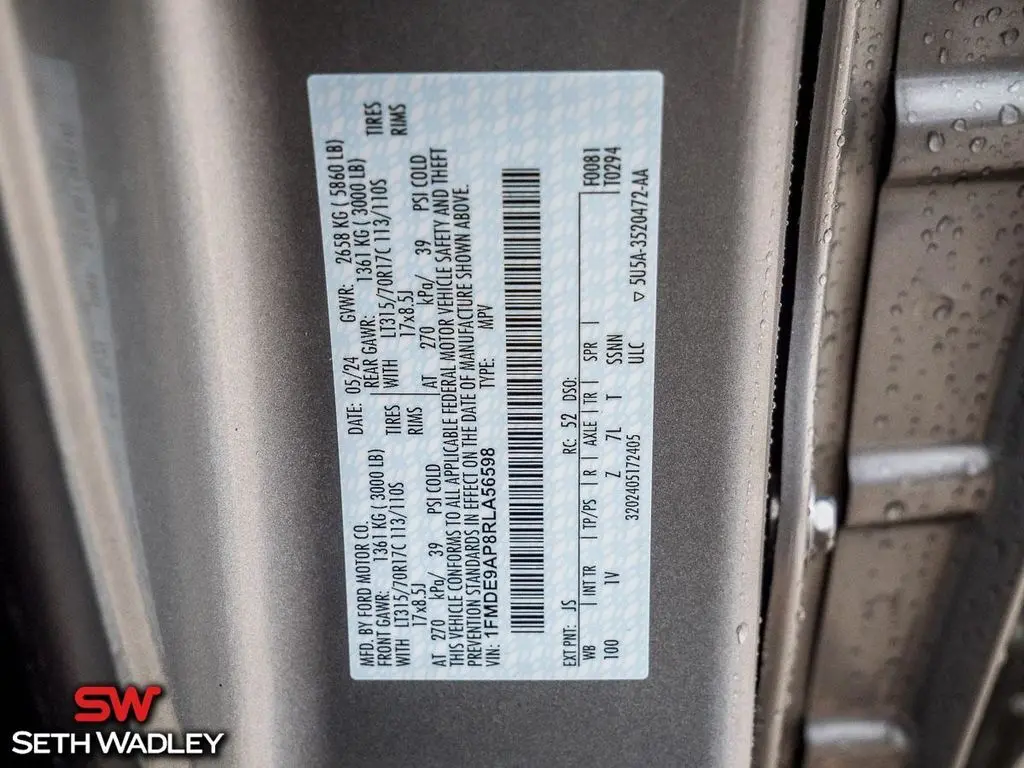 MFD. BY FORD MOTOR CO.
DATE: 05/24 GVWR: 2658 KG ( 5860 LB)
FRONT GAWR: 1361 KG ( 3000 LB)
REAR GAWR: 1361 KG ( 3000 LB)
WITH LT315/70R17C 113/110S TIRES
WITH LT315/70R17C 113/110S TIRES
17x8.5J RIMS
17x8.5J RIMS
AT 270 kPa/ 39 PSI COLD
AT 270 kPa/ 39 PSI COLD
THIS VEHICLE CONFORMS TO ALL APPLICABLE FEDERAL MOTOR VEHICLE SAFETY AND THEFT
PREVENTION STANDARDS IN EFFECT ON THE DATE OF MANUFACTURE SHOWN ABOVE.
VIN: 1FMDE9AP8RLA56598 TYPE: MPV
EXT PNT: JS RC: 52 DSO: F0081
WB INT TR TP/PS R AXLE TR SPR T0294
100 1V Z 7L T SSNN
3202405172405 ULC ▽ 5U5A-3520472-AA
SW
SETH WADLEY